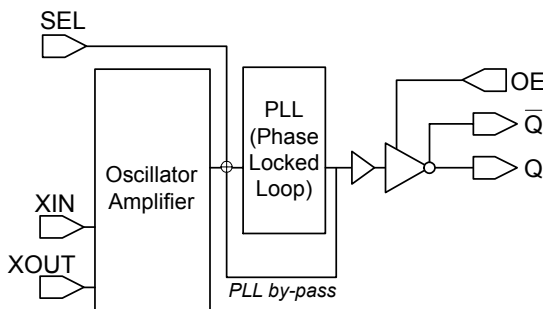 SEL
PLL
(Phase
Locked
Loop)
OE
Q̅
Oscillator
Amplifier
Q
XIN
XOUT
PLL by-pass